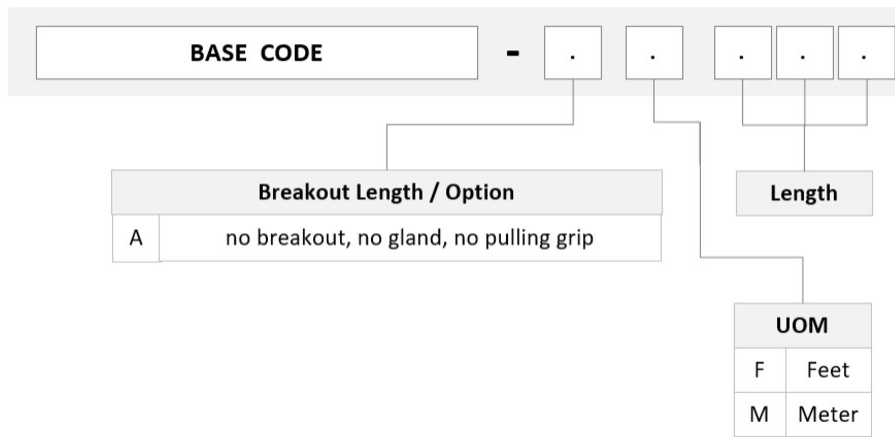 BASE CODE - . . . . .
Breakout Length / Option
A no breakout, no gland, no pulling grip
Length
UOM
F Feet
M Meter